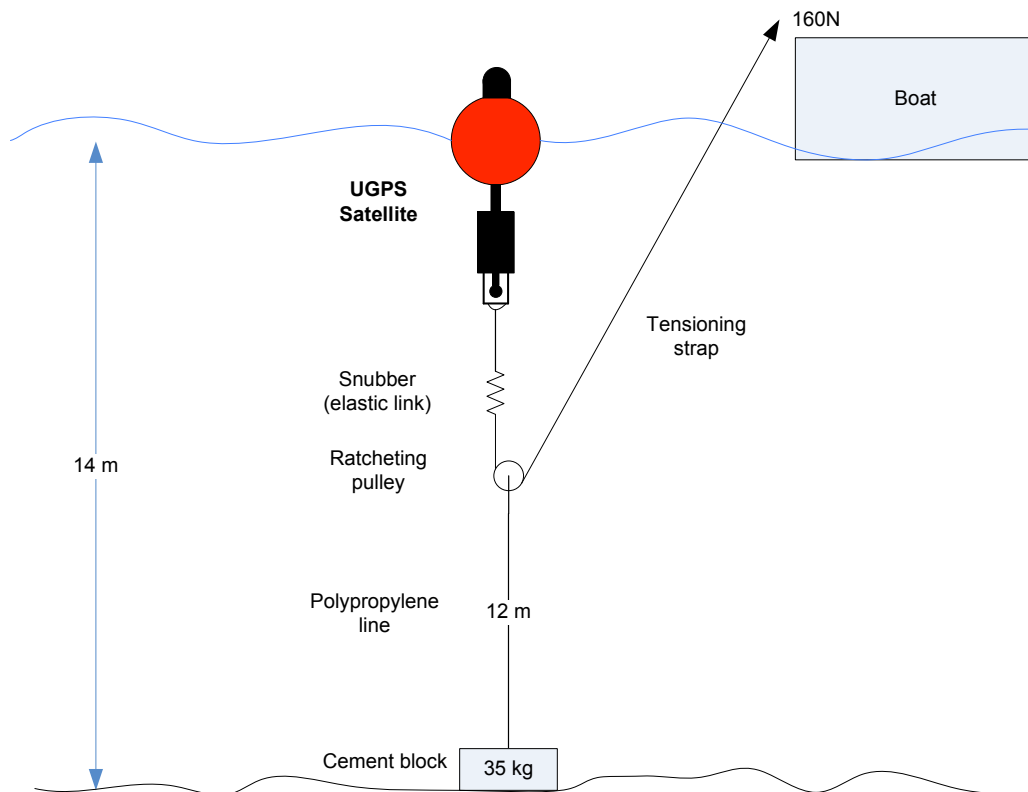 160N
Boat
UGPS
Satellite
Tensioning
strap
Snubber
(elastic link)
14 m
Ratcheting
pulley
Polypropylene
line
12 m
Cement block
35 kg